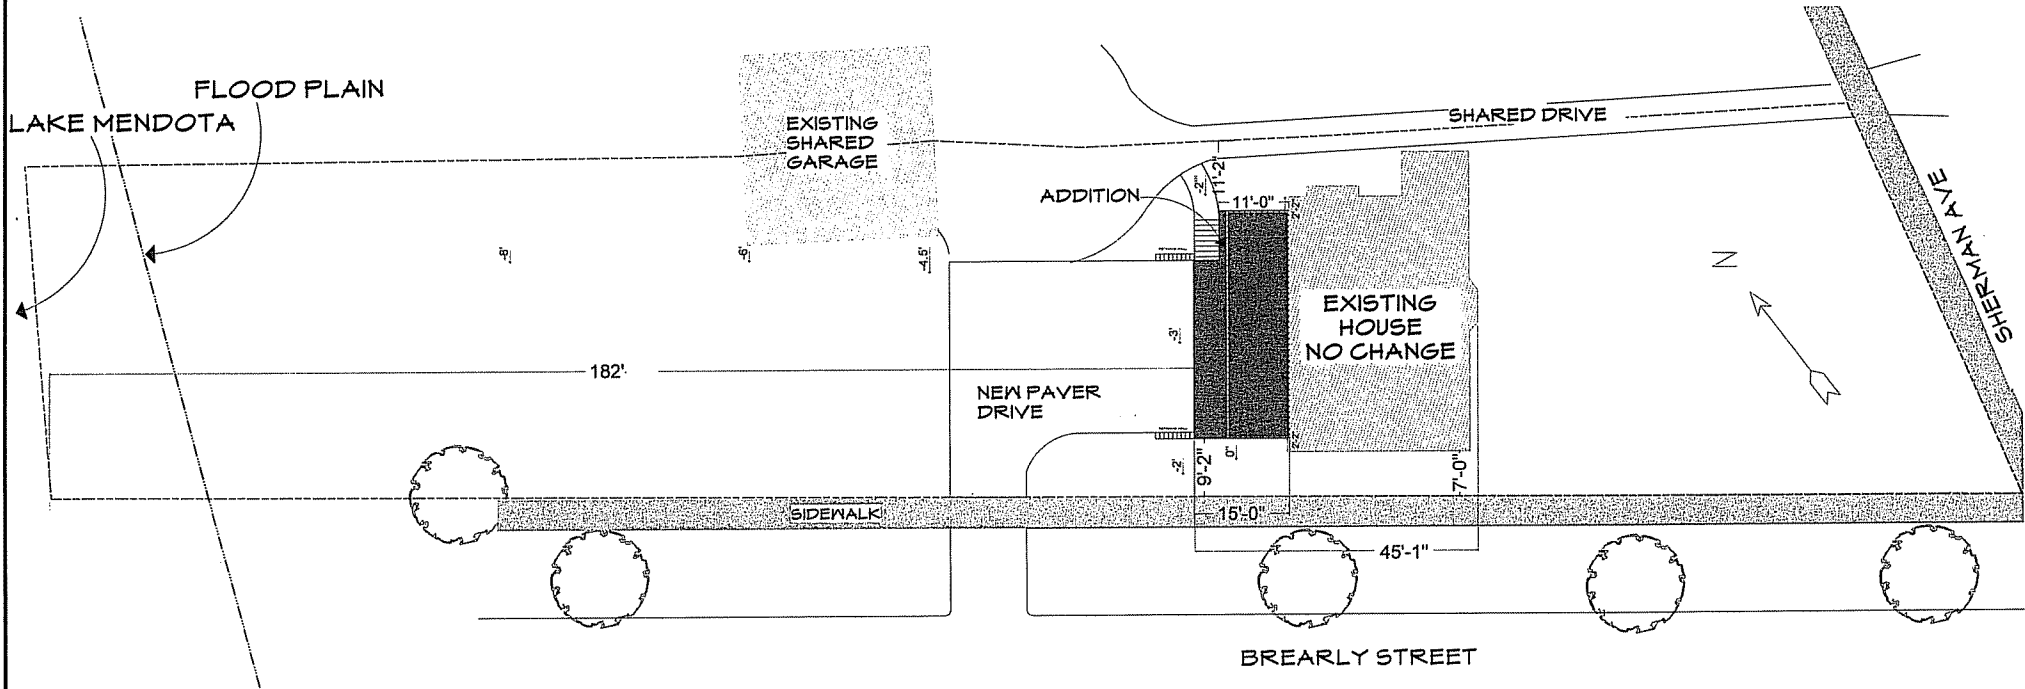 FLOOD PLAIN
LAKE MENDOTA
EXISTING
SHARED
GARAGE
SHARED DRIVE
ADDITION
-2"
11'-2"
11'-0"
2'-2"
SHERMAN AVE
N
-8'
-6'
-4.5'
-3'
EXISTING
HOUSE
NO CHANGE
182'
NEW PAVER
DRIVE
-2'
9'-2"
0"
7'-0"
SIDEWALK
15'-0"
45'-1"
BREARLY STREET